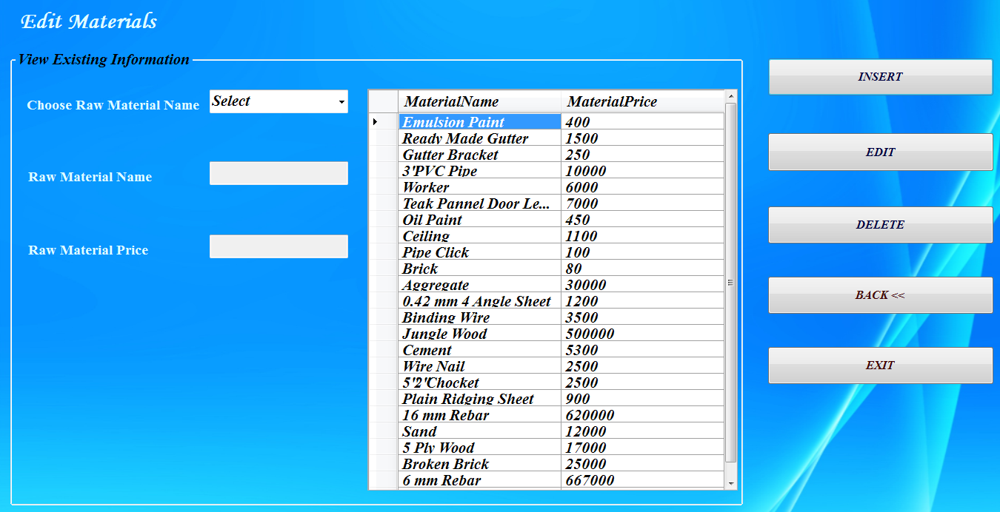 Edit Materials
View Existing Information
Choose Raw Material Name Select
Raw Material Name
Raw Material Price
MaterialName MaterialPrice
Emulsion Paint 400
Ready Made Gutter 1500
Gutter Bracket 250
3'PVC Pipe 10000
Worker 6000
Teak Pannel Door Le... 7000
Oil Paint 450
Ceiling 1100
Pipe Click 100
Brick 80
Aggregate 30000
0.42 mm 4 Angle Sheet 1200
Binding Wire 3500
Jungle Wood 500000
Cement 5300
Wire Nail 2500
5'2'Chocket 2500
Plain Ridging Sheet 900
16 mm Rebar 620000
Sand 12000
5 Ply Wood 17000
Broken Brick 25000
6 mm Rebar 667000
INSERT
EDIT
DELETE
BACK <<
EXIT